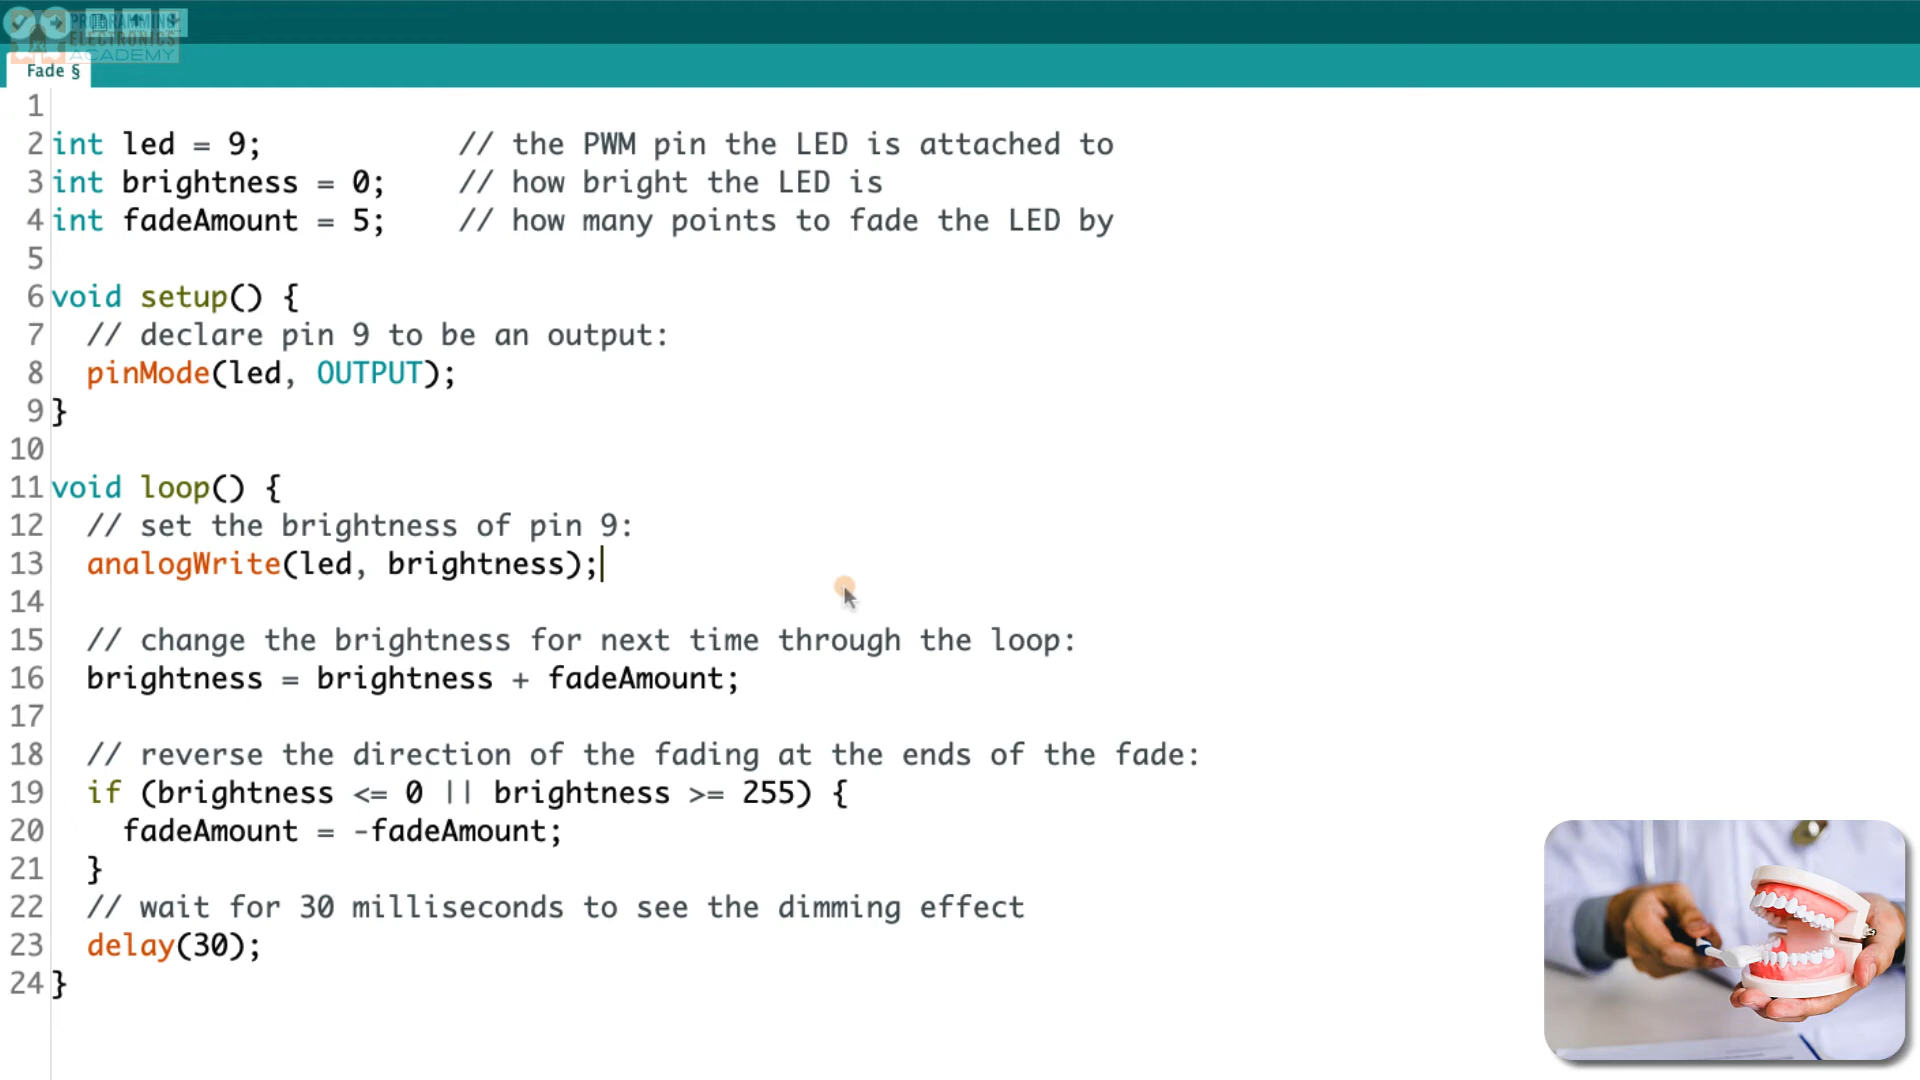 PROGRAMMING
ELECTRONICS
ACADEMY
Fade §
1
2 int led = 9; // the PWM pin the LED is attached to
3 int brightness = 0; // how bright the LED is
4 int fadeAmount = 5; // how many points to fade the LED by
5
6 void setup() {
7 // declare pin 9 to be an output:
8 pinMode(led, OUTPUT);
9 }
10
11 void loop() {
12 // set the brightness of pin 9:
13 analogWrite(led, brightness);
14
15 // change the brightness for next time through the loop:
16 brightness = brightness + fadeAmount;
17
18 // reverse the direction of the fading at the ends of the fade:
19 if (brightness <= 0 || brightness >= 255) {
20 fadeAmount = -fadeAmount;
21 }
22 // wait for 30 milliseconds to see the dimming effect
23 delay(30);
24 }